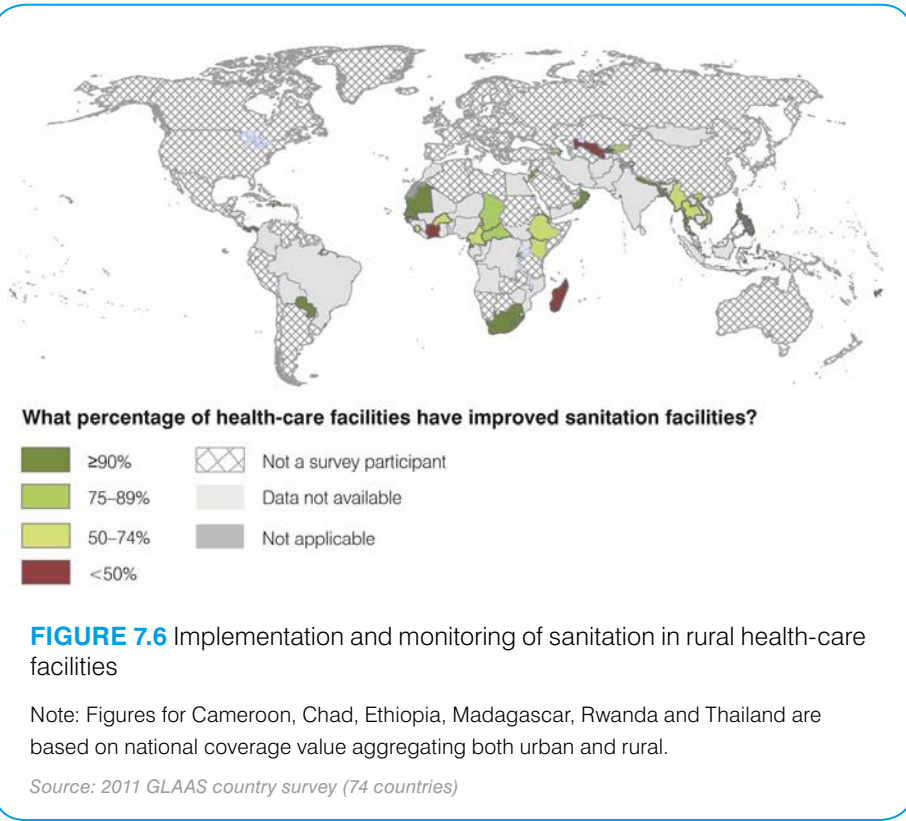 What percentage of health-care facilities have improved sanitation facilities?
≥90%
75–89%
50–74%
<50%
Not a survey participant
Data not available
Not applicable
FIGURE 7.6 Implementation and monitoring of sanitation in rural health-care
facilities
Note: Figures for Cameroon, Chad, Ethiopia, Madagascar, Rwanda and Thailand are
based on national coverage value aggregating both urban and rural.
Source: 2011 GLAAS country survey (74 countries)